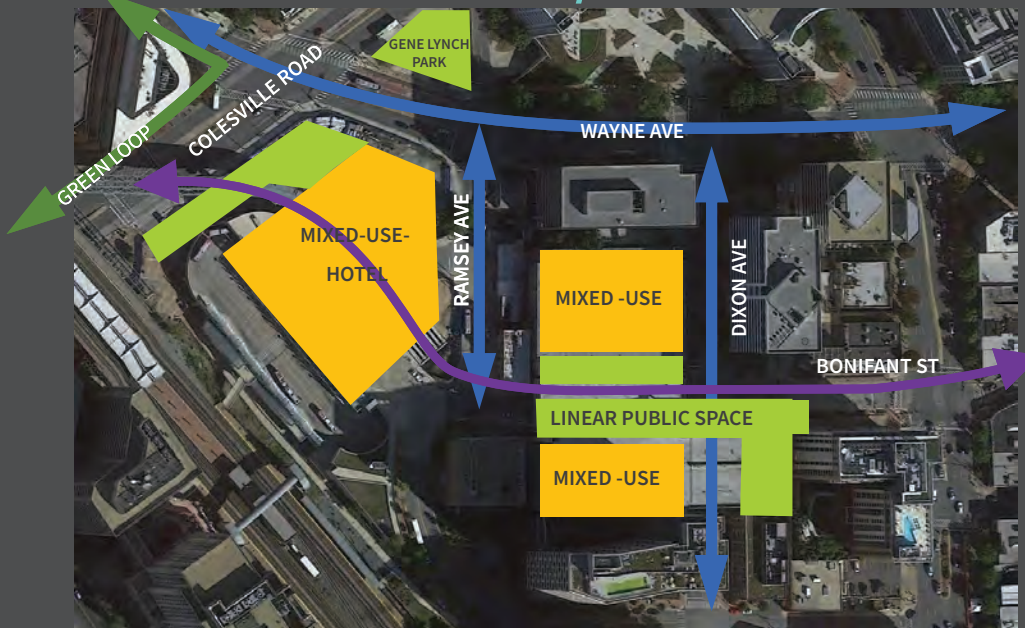 GENE LYNCH
PARK
COLESVILLE ROAD
WAYNE AVE
GREEN LOOP
MIXED-USE-
HOTEL
RAMSEY AVE
MIXED -USE
DIXON AVE
BONIFANT ST
LINEAR PUBLIC SPACE
MIXED -USE